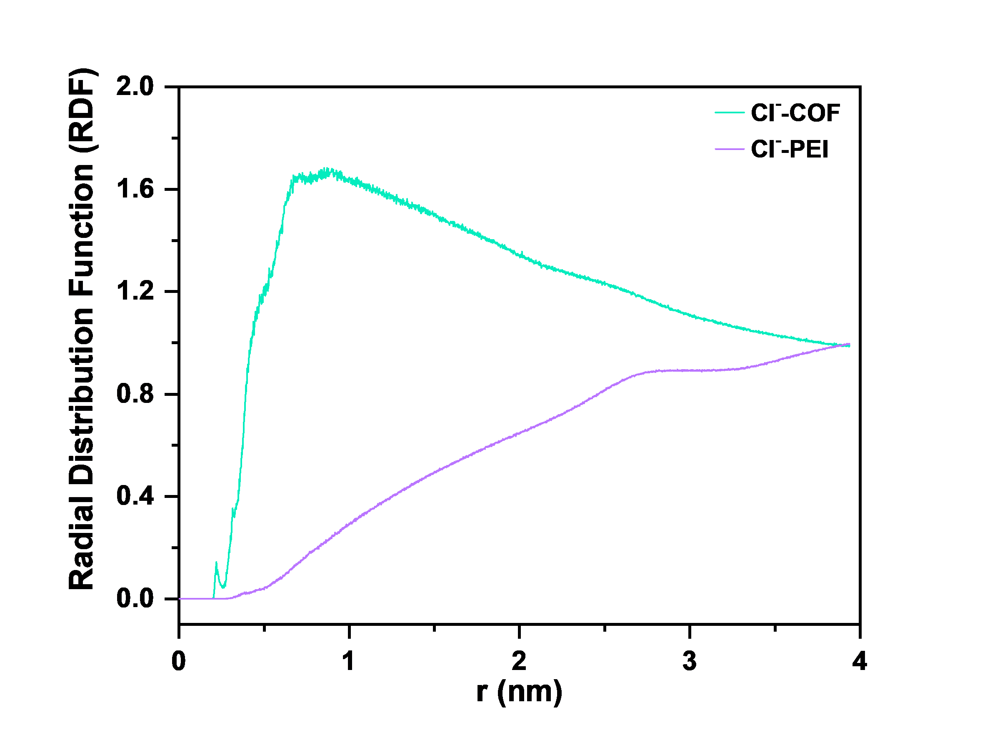 Radial Distribution Function (RDF)
2.0
1.6
1.2
0.8
0.4
0.0
Cl⁻-COF
Cl⁻-PEI
0 1 2 3 4
r (nm)